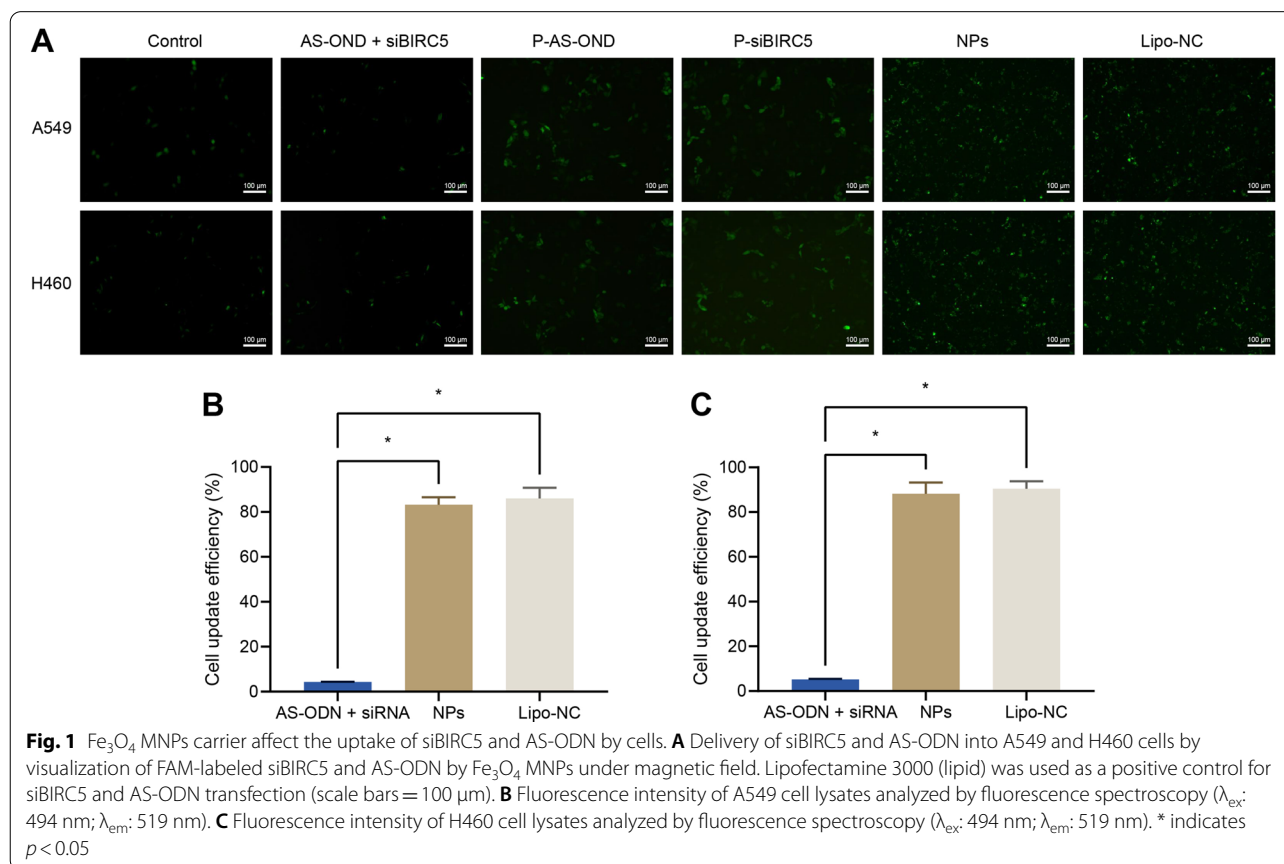 A
Control AS-OND + siBIRC5 P-AS-OND P-siBIRC5 NPs Lipo-NC
A549
100 μm 100 μm 100 μm 100 μm 100 μm 100 μm
H460
100 μm 100 μm 100 μm 100 μm 100 μm 100 μm
B
*
*
Cell update efficiency (%)
100
80
60
40
20
0
AS-ODN + siRNA NPs Lipo-NC
C
*
*
Cell update efficiency (%)
100
80
60
40
20
0
AS-ODN + siRNA NPs Lipo-NC
Fig. 1 Fe₃O₄ MNPs carrier affect the uptake of siBIRC5 and AS-ODN by cells. A Delivery of siBIRC5 and AS-ODN into A549 and H460 cells by
visualization of FAM-labeled siBIRC5 and AS-ODN by Fe₃O₄ MNPs under magnetic field. Lipofectamine 3000 (lipid) was used as a positive control for
siBIRC5 and AS-ODN transfection (scale bars = 100 μm). B Fluorescence intensity of A549 cell lysates analyzed by fluorescence spectroscopy (λex:
494 nm; λem: 519 nm). C Fluorescence intensity of H460 cell lysates analyzed by fluorescence spectroscopy (λex: 494 nm; λem: 519 nm). * indicates
p < 0.05